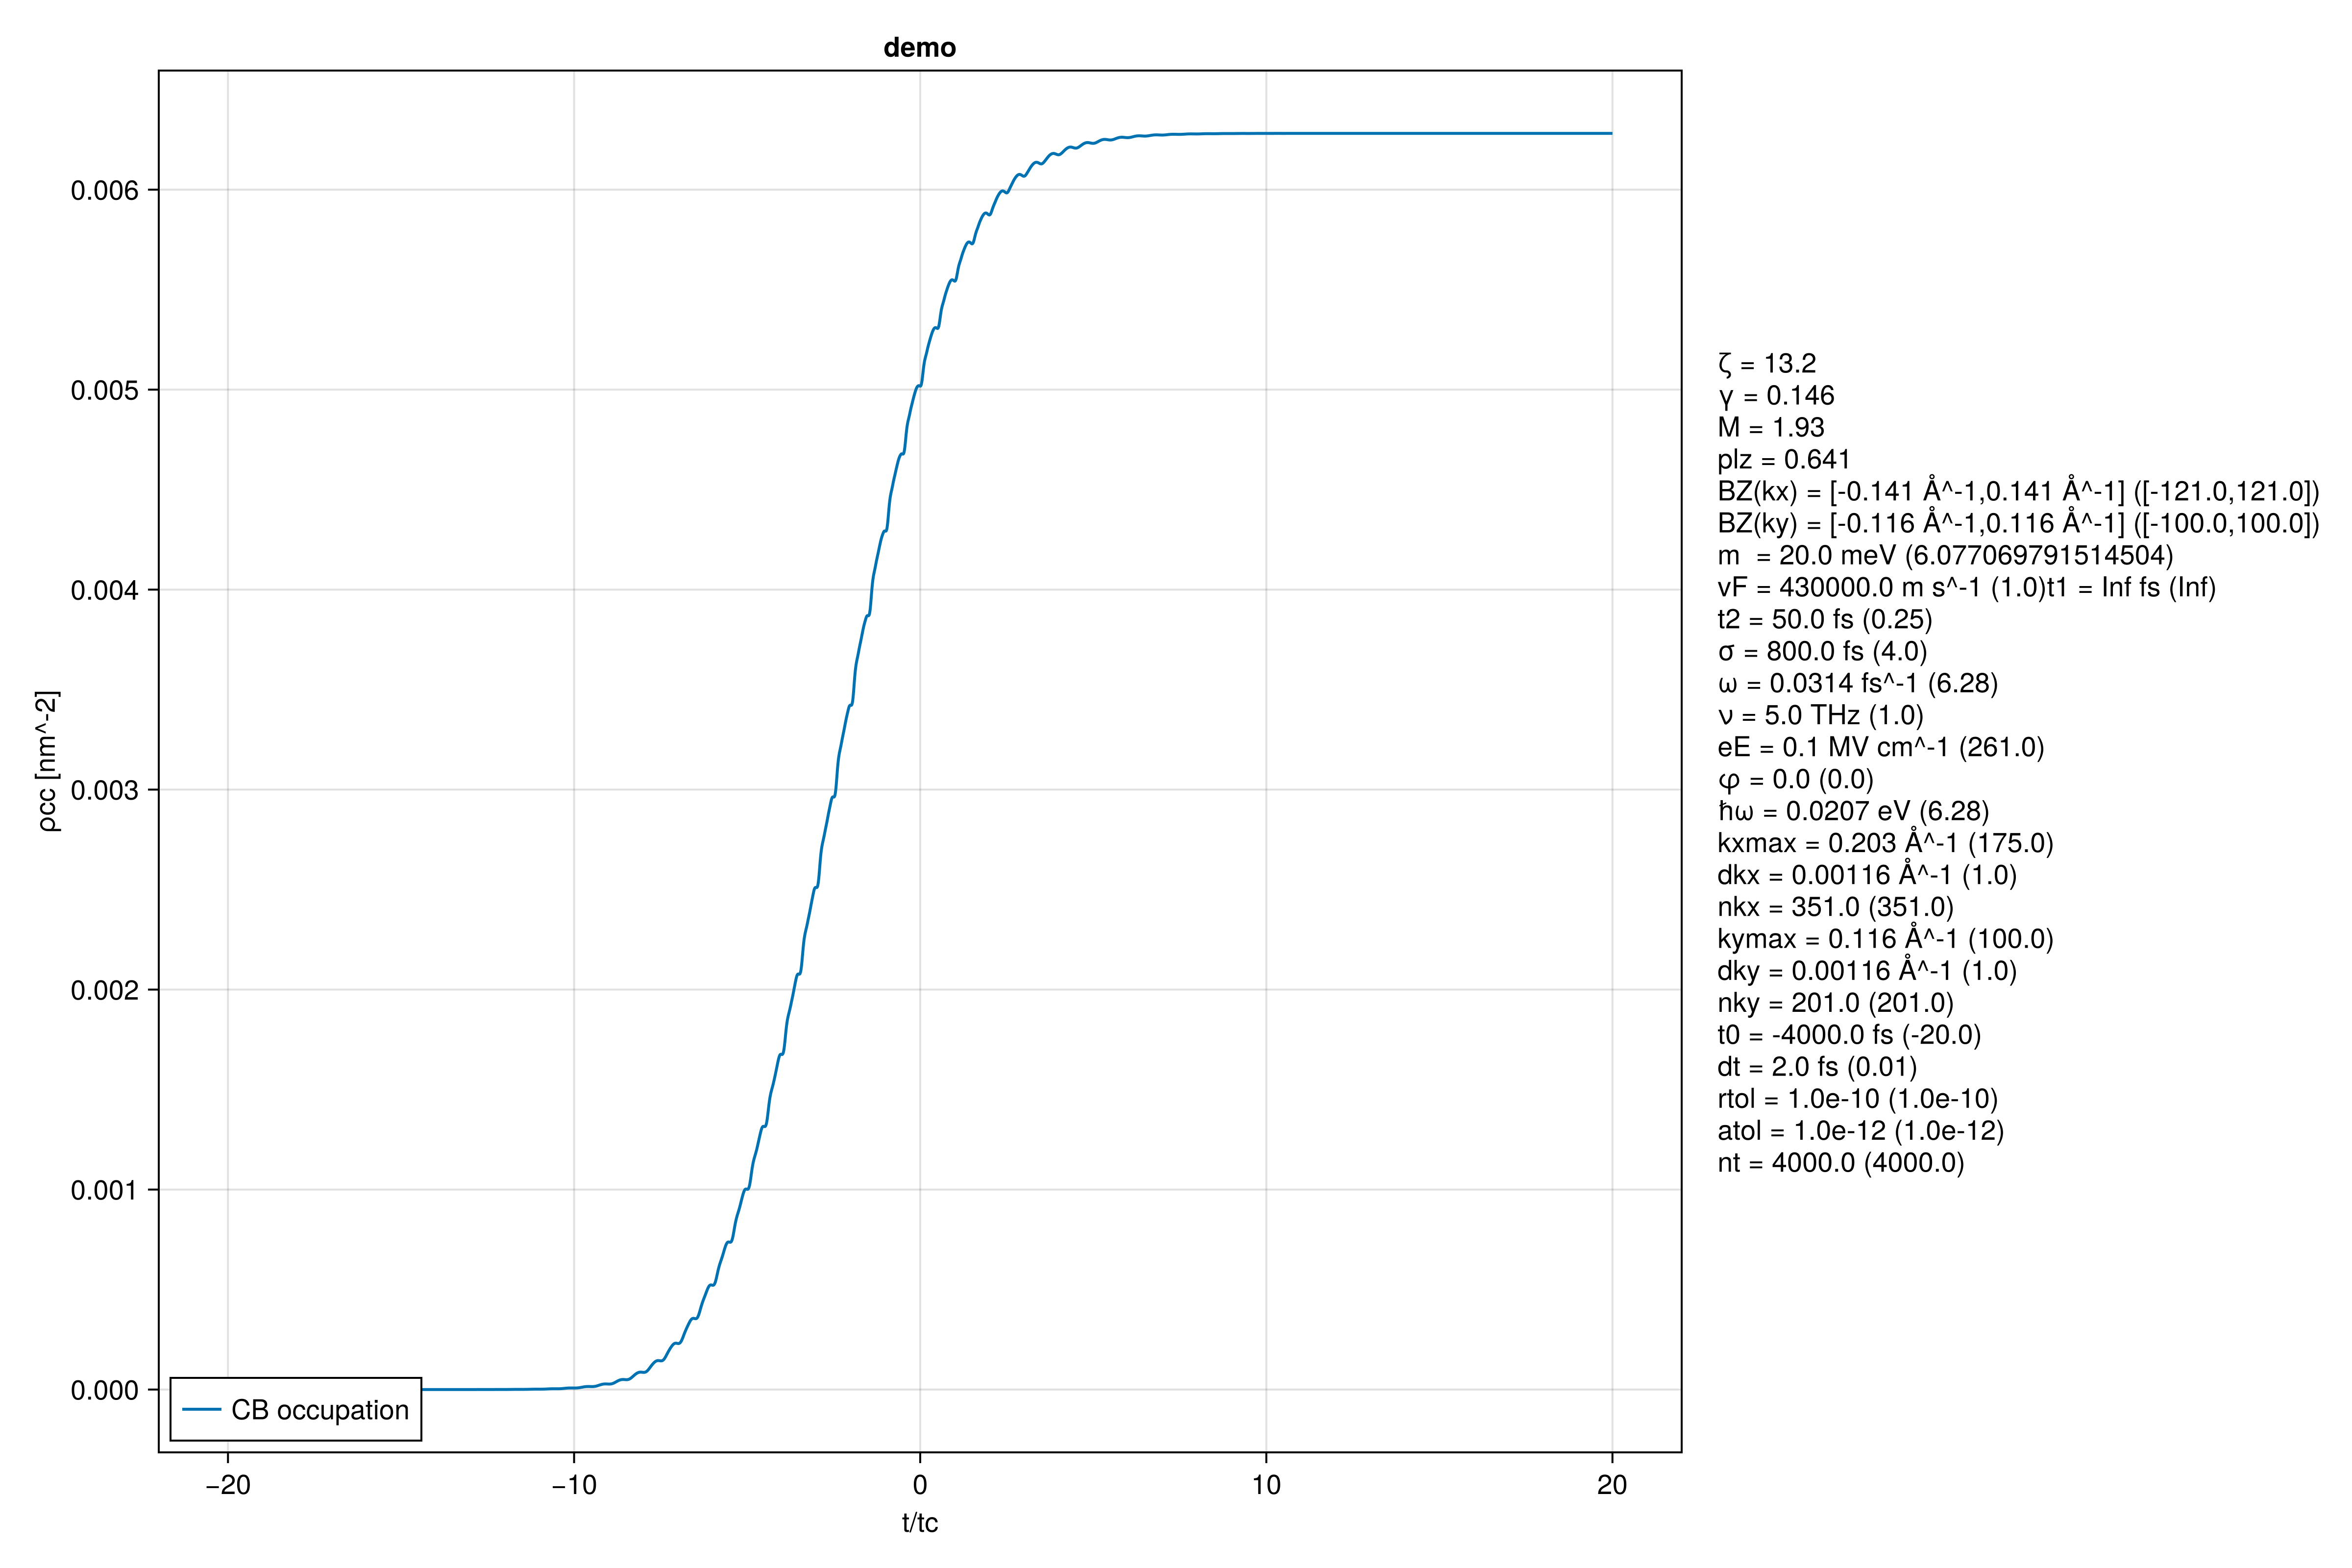 demo
ρcc [nm^-2]
0.006
0.005
0.004
0.003
0.002
0.001
0.000
CB occupation
−20
−10
0
10
20
t/tc
ζ = 13.2
γ = 0.146
M = 1.93
plz = 0.641
BZ(kx) = [-0.141 Å^-1,0.141 Å^-1] ([-121.0,121.0])
BZ(ky) = [-0.116 Å^-1,0.116 Å^-1] ([-100.0,100.0])
m  = 20.0 meV (6.077069791514504)
vF = 430000.0 m s^-1 (1.0)t1 = Inf fs (Inf)
t2 = 50.0 fs (0.25)
σ = 800.0 fs (4.0)
ω = 0.0314 fs^-1 (6.28)
ν = 5.0 THz (1.0)
eE = 0.1 MV cm^-1 (261.0)
φ = 0.0 (0.0)
ħω = 0.0207 eV (6.28)
kxmax = 0.203 Å^-1 (175.0)
dkx = 0.00116 Å^-1 (1.0)
nkx = 351.0 (351.0)
kymax = 0.116 Å^-1 (100.0)
dky = 0.00116 Å^-1 (1.0)
nky = 201.0 (201.0)
t0 = -4000.0 fs (-20.0)
dt = 2.0 fs (0.01)
rtol = 1.0e-10 (1.0e-10)
atol = 1.0e-12 (1.0e-12)
nt = 4000.0 (4000.0)